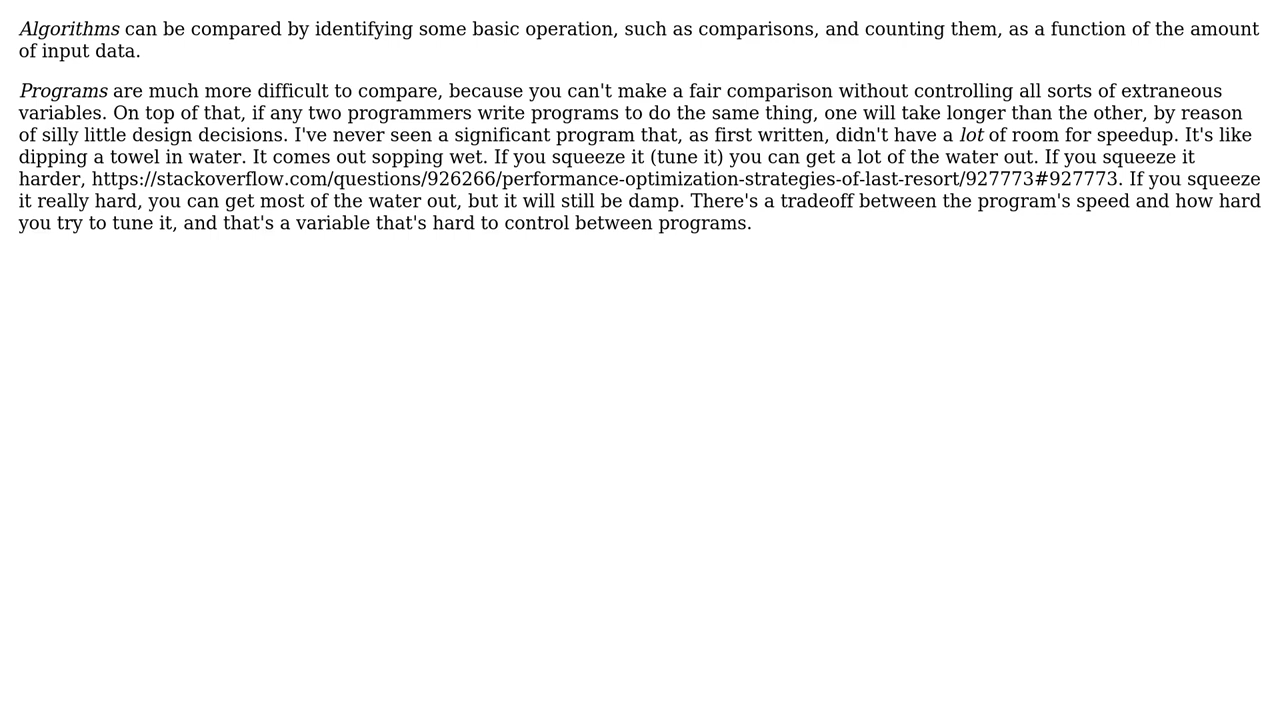 Algorithms can be compared by identifying some basic operation, such as comparisons, and counting them, as a function of the amount
of input data.
Programs are much more difficult to compare, because you can't make a fair comparison without controlling all sorts of extraneous
variables. On top of that, if any two programmers write programs to do the same thing, one will take longer than the other, by reason
of silly little design decisions. I've never seen a significant program that, as first written, didn't have a lot of room for speedup. It's like
dipping a towel in water. It comes out sopping wet. If you squeeze it (tune it) you can get a lot of the water out. If you squeeze it
harder, https://stackoverflow.com/questions/926266/performance-optimization-strategies-of-last-resort/927773#927773. If you squeeze
it really hard, you can get most of the water out, but it will still be damp. There's a tradeoff between the program's speed and how hard
you try to tune it, and that's a variable that's hard to control between programs.